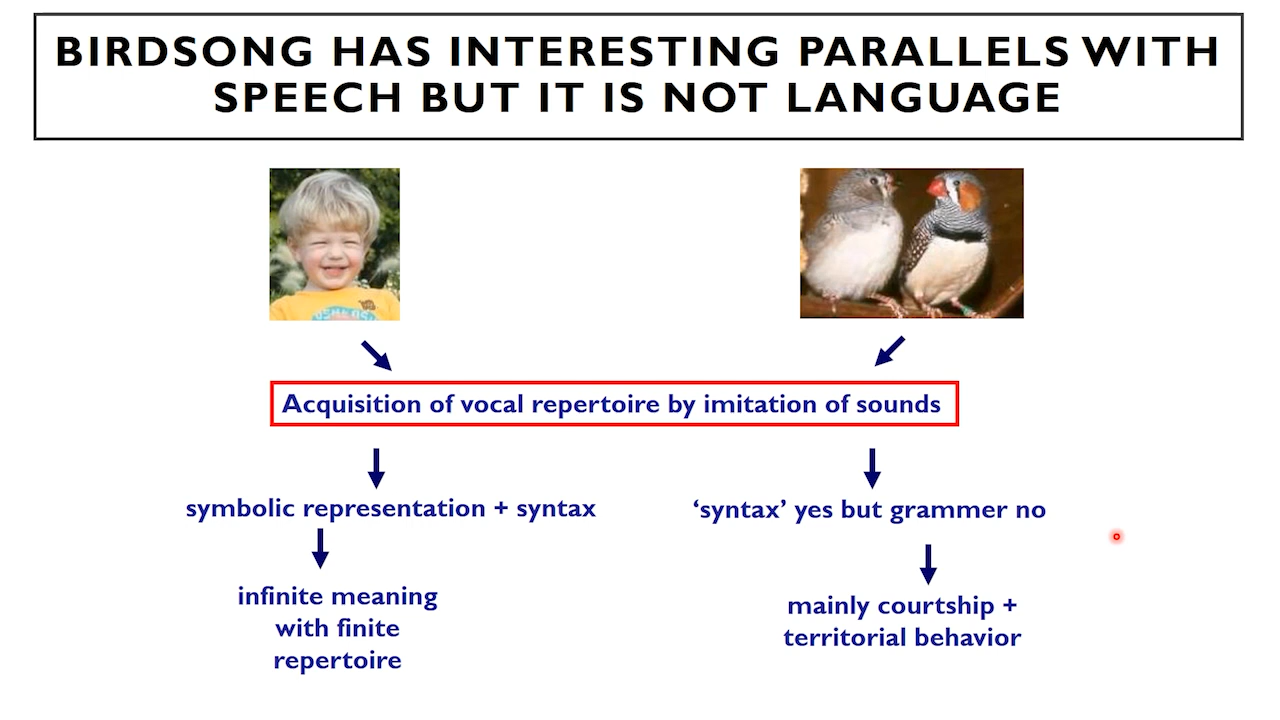 BIRDSONG HAS INTERESTING PARALLELS WITH
SPEECH BUT IT IS NOT LANGUAGE
Acquisition of vocal repertoire by imitation of sounds
symbolic representation + syntax
infinite meaning
with finite
repertoire
‘syntax’ yes but grammer no
mainly courtship +
territorial behavior